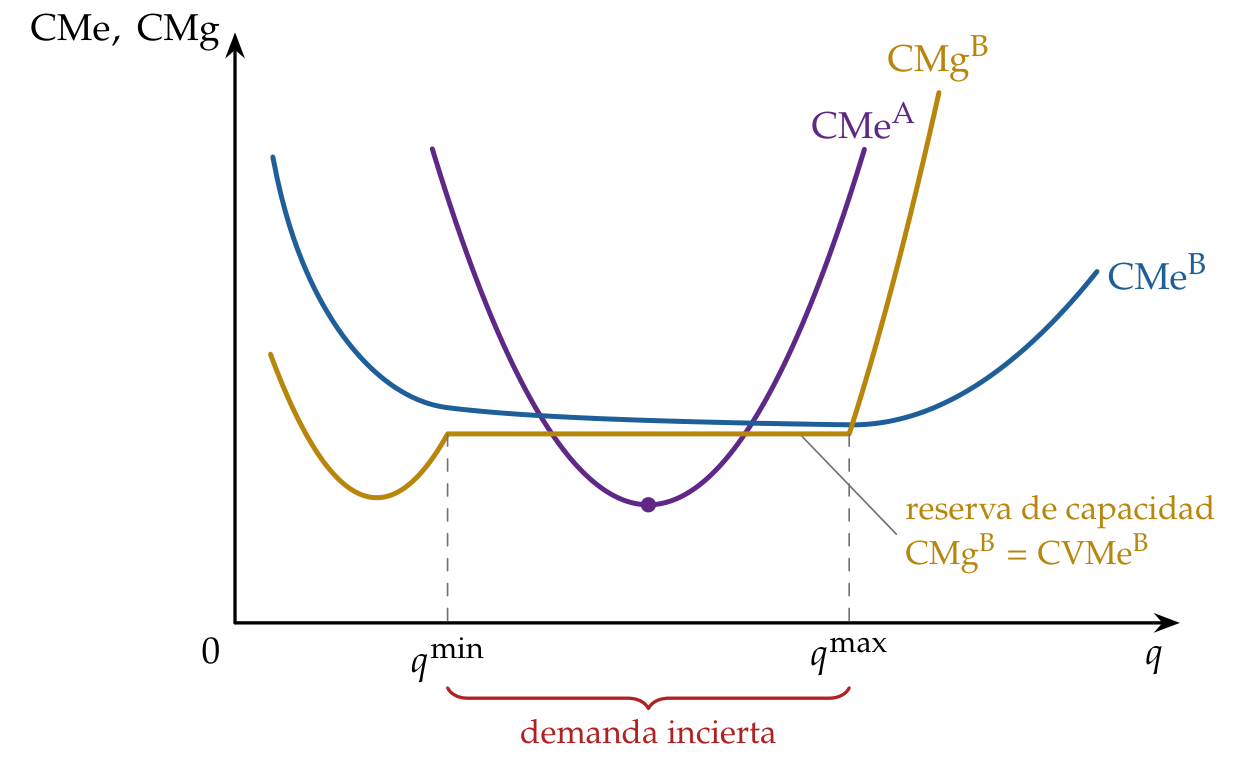 CMe, CMg
CMg^B
CMe^A
CMe^B
reserva de capacidad
CMg^B = CVMe^B
0
q^min
q^max
q
demanda incierta